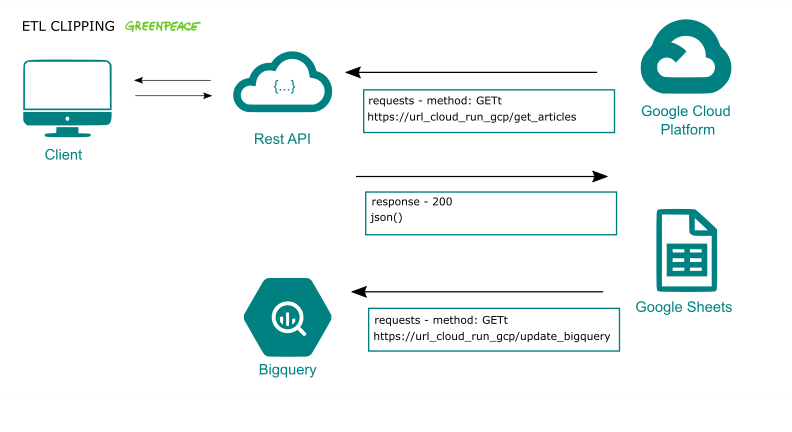 ETL CLIPPING GREENPEACE
{...}
Client
Rest API
requests - method: GETt
https://url_cloud_run_gcp/get_articles
Google Cloud
Platform
response - 200
json()
Google Sheets
requests - method: GETt
https://url_cloud_run_gcp/update_bigquery
Bigquery